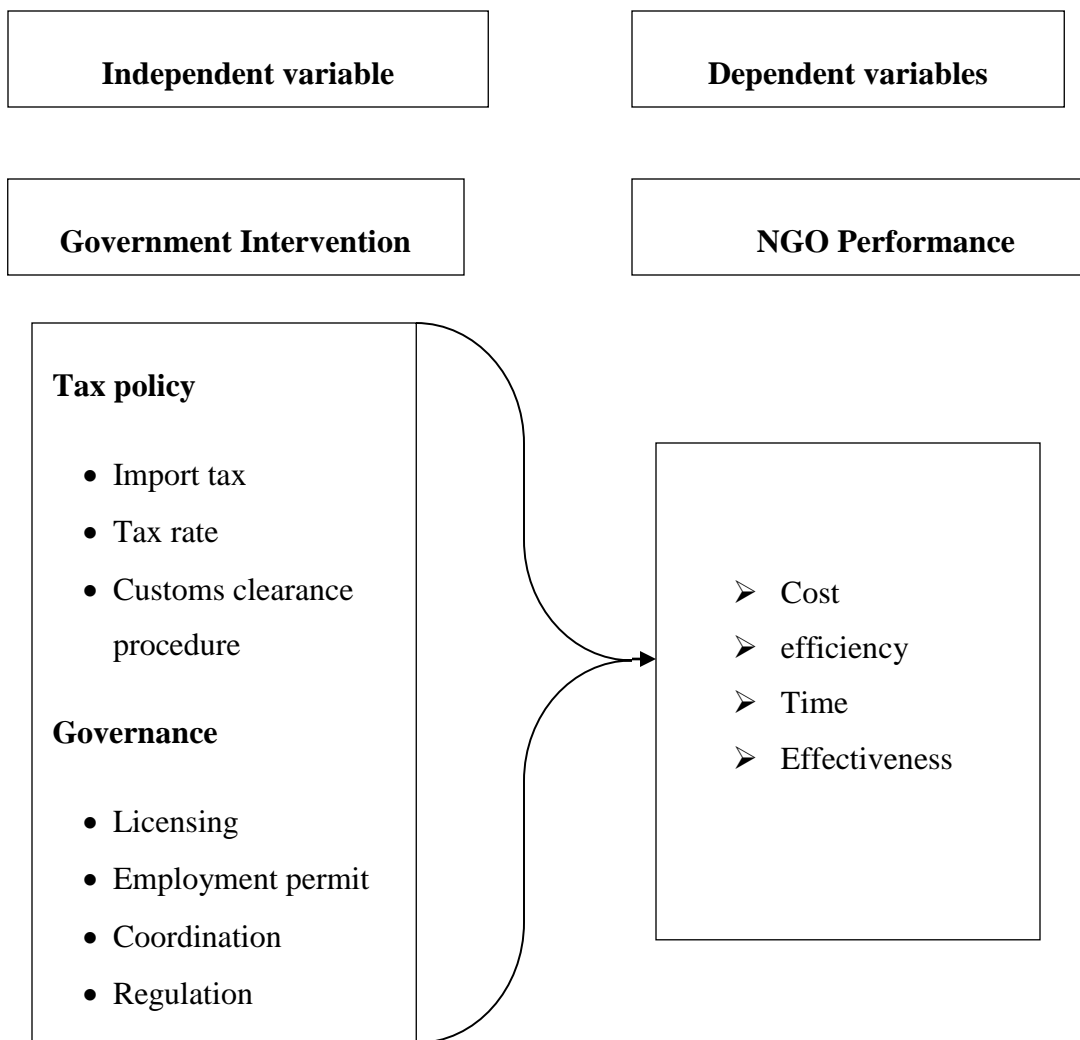 Independent variable
Dependent variables
Government Intervention
NGO Performance
Tax policy
• Import tax
• Tax rate
• Customs clearance
procedure
Governance
• Licensing
• Employment permit
• Coordination
• Regulation
➢ Cost
➢ efficiency
➢ Time
➢ Effectiveness